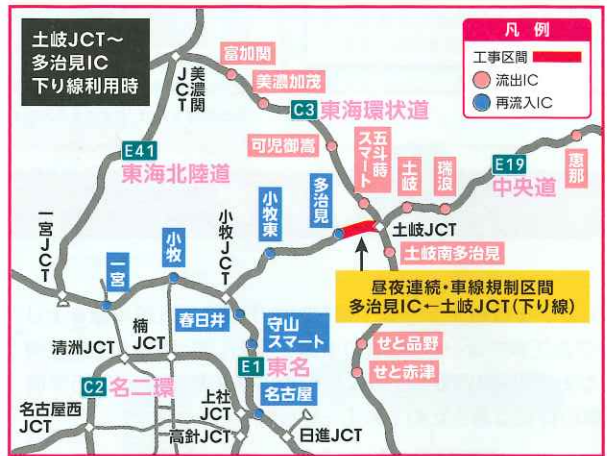 土岐JCT〜
多治見IC
下り線利用時
凡例
工事区間
流出IC
再流入IC
美濃関
JCT
富加関
美濃加茂
C3
東海環状道
可児御嵩
五斗蒔
スマート
土岐
瑞浪
E19
中央道
恵那
E41
東海北陸道
小牧東
多治見
土岐JCT
土岐南多治見
一宮JCT
一宮
小牧
小牧JCT
昼夜連続・車線規制区間
多治見IC←土岐JCT(下り線)
春日井
守山
スマート
清洲JCT
楠
JCT
せと品野
せと赤津
C2
名二環
E1
東名
上社
JCT
名古屋
名古屋西
JCT
高針JCT
日進JCT